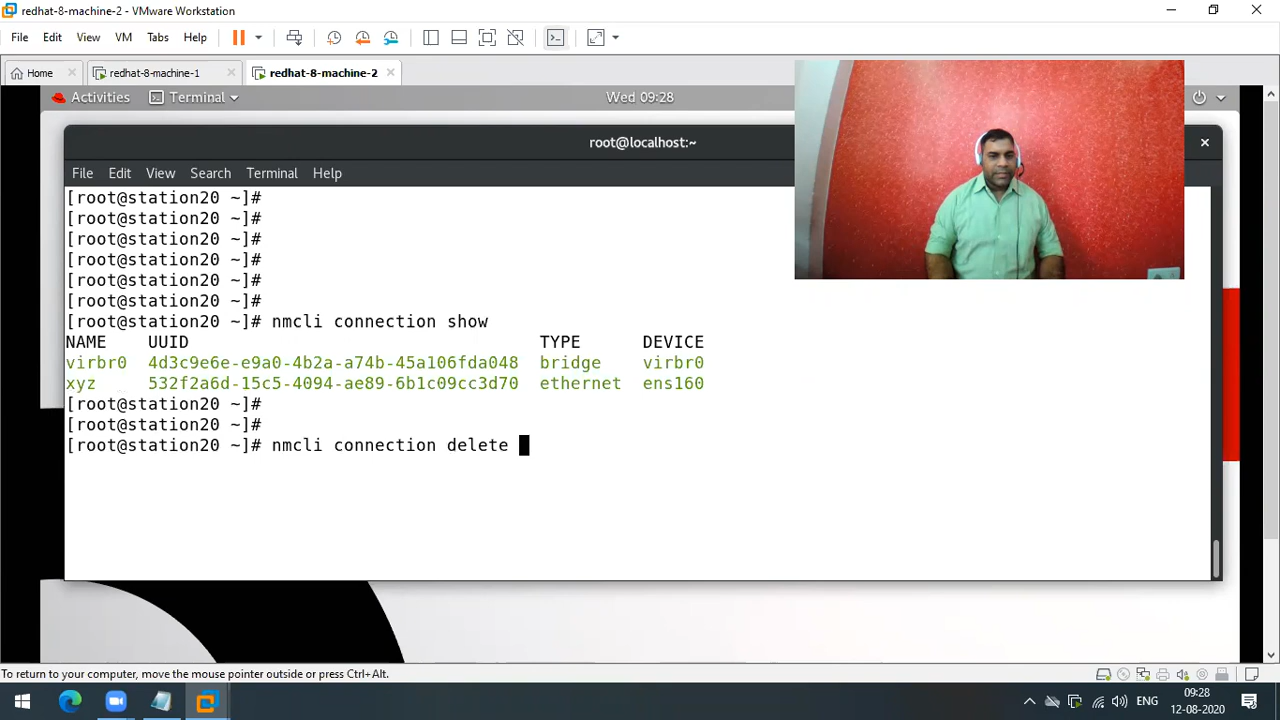 redhat-8-machine-2 - VMware Workstation
File Edit View VM Tabs Help
Home redhat-8-machine-1 redhat-8-machine-2
Activities Terminal Wed 09:28
root@localhost:~
File Edit View Search Terminal Help
[root@station20 ~]#
[root@station20 ~]#
[root@station20 ~]#
[root@station20 ~]#
[root@station20 ~]#
[root@station20 ~]#
[root@station20 ~]# nmcli connection show
NAME UUID TYPE DEVICE
virbr0 4d3c9e6e-e9a0-4b2a-a74b-45a106fda048 bridge virbr0
xyz 532f2a6d-15c5-4094-ae89-6b1c09cc3d70 ethernet ens160
[root@station20 ~]#
[root@station20 ~]#
[root@station20 ~]# nmcli connection delete
To return to your computer, move the mouse pointer outside or press Ctrl+Alt.
ENG 09:28
12-08-2020